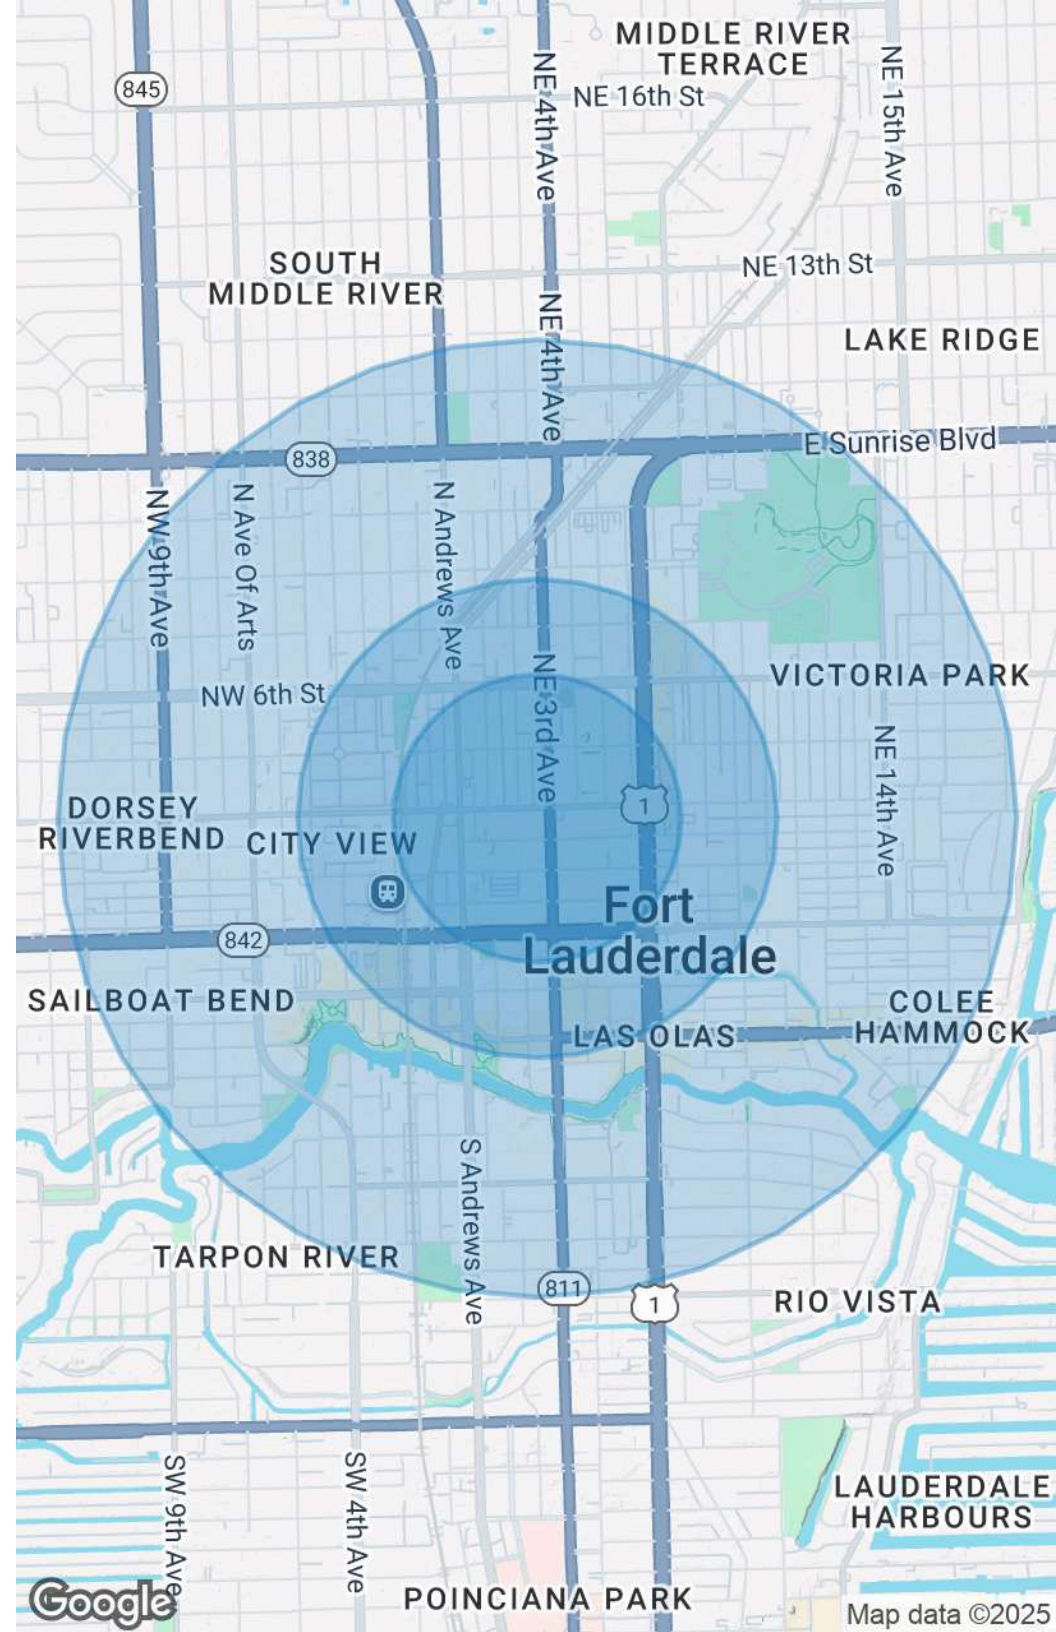 MIDDLE RIVER
TERRACE
845
NE 4th Ave
NE 16th St
NE 15th Ave
SOUTH
MIDDLE RIVER
NE 13th St
NE 4th Ave
LAKE RIDGE
E Sunrise Blvd
838
NW 9th Ave
N Ave Of Arts
N Andrews Ave
NE 3rd Ave
VICTORIA PARK
NW 6th St
NE 14th Ave
1
DORSEY
RIVERBEND
CITY VIEW
Fort
Lauderdale
842
SAILBOAT BEND
COLEE
HAMMOCK
LAS OLAS
S Andrews Ave
TARPON RIVER
811
1
RIO VISTA
SW 9th Ave
SW 4th Ave
LAUDERDALE
HARBOURS
POINCIANA PARK
Google
Map data ©2025